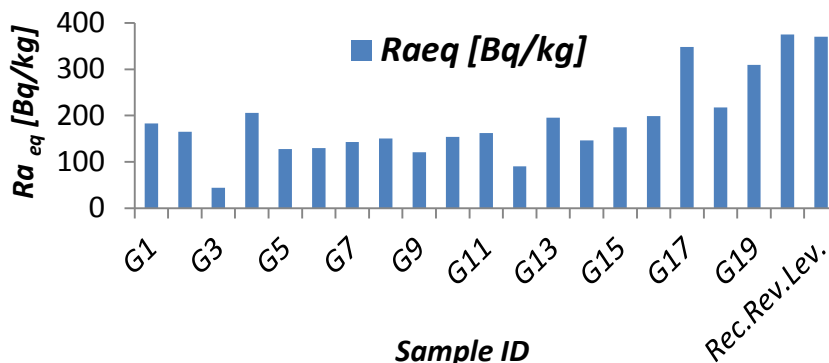 Ra eq [Bq/kg]
400
300
200
100
0
Raeq [Bq/kg]
G1 G3 G5 G7 G9 G11 G13 G15 G17 G19 Rec.Rev.Lev.
Sample ID